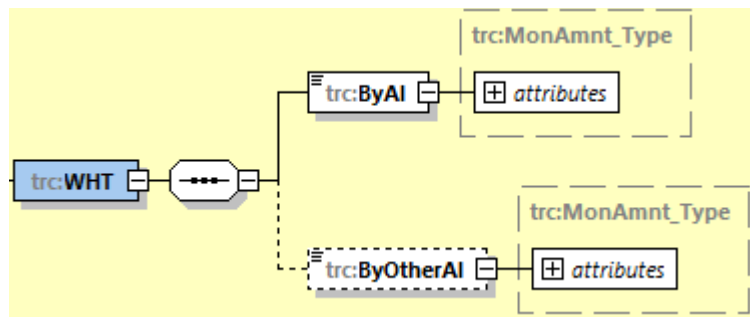 trc:MonAmnt_Type
trc:ByAI
attributes
trc:WHT
trc:MonAmnt_Type
trc:ByOtherAI
attributes